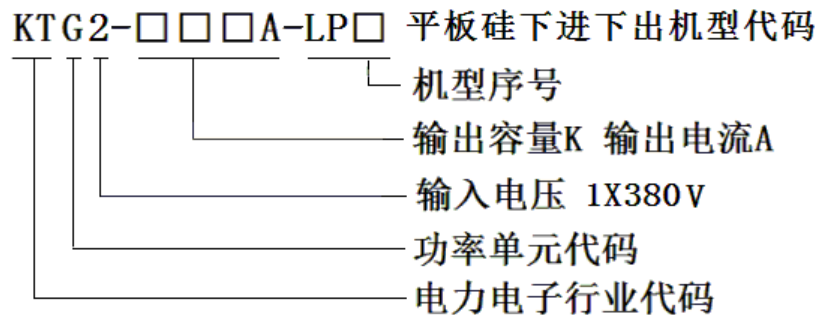 KTG2-□□□A-LP□ 平板硅下进下出机型代码
机型序号
输出容量K 输出电流A
输入电压 1X380V
功率单元代码
电力电子行业代码